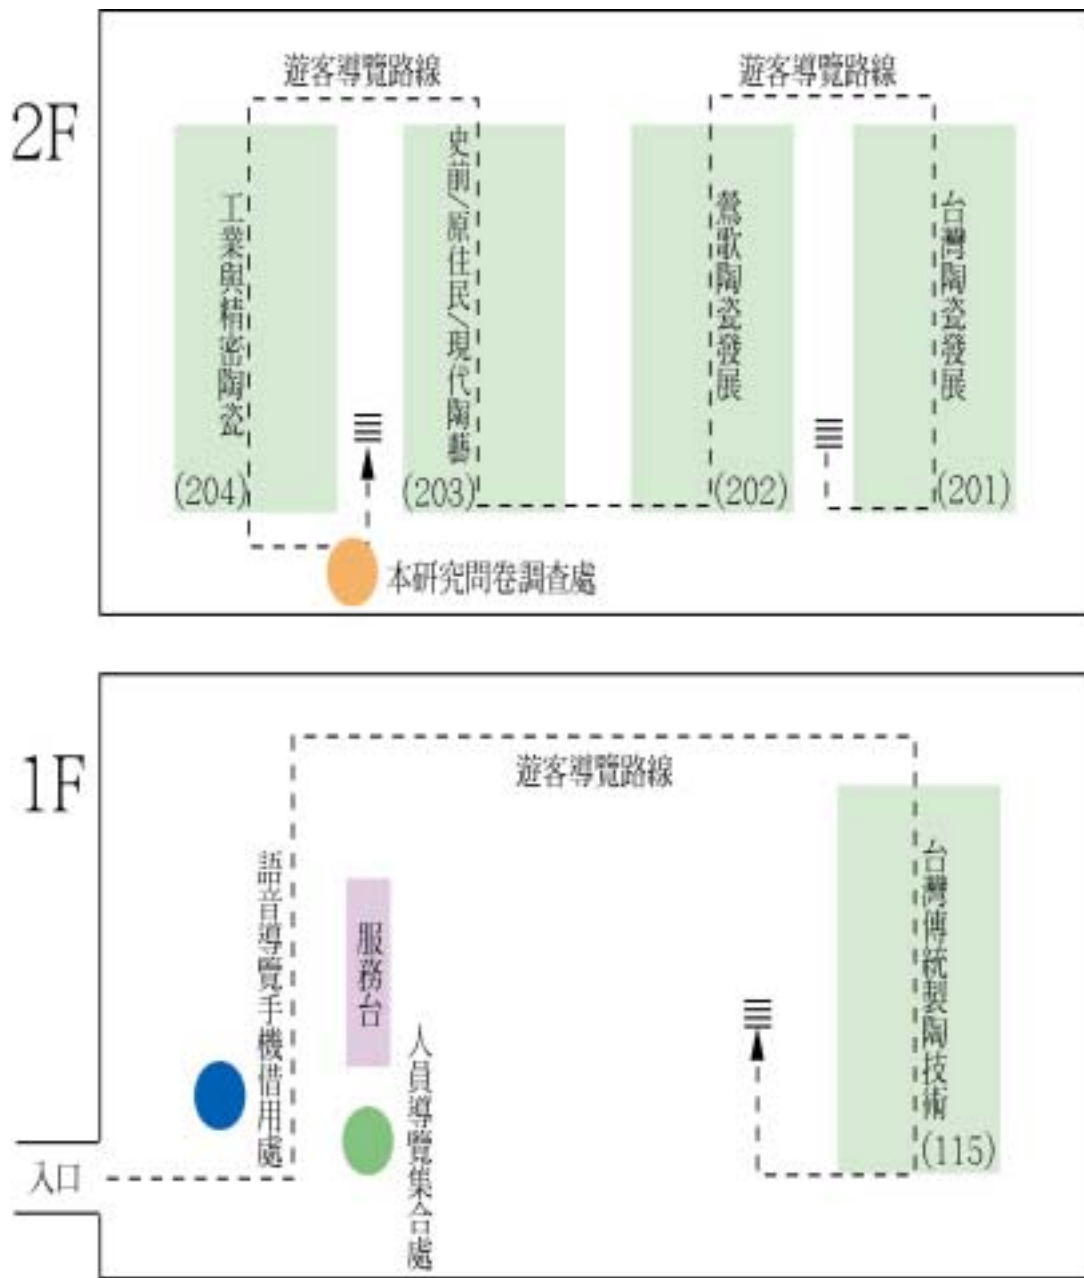 2F
遊客導覽路線
遊客導覽路線
工業與精密陶瓷
(204)
史前/原住民/現代陶藝
(203)
鶯歌陶瓷發展
(202)
台灣陶瓷發展
(201)
本研究問卷調查處
1F
遊客導覽路線
語音導覽手機借用處
服務台
人員導覽集合處
台灣傳統製陶技術
(115)
入口